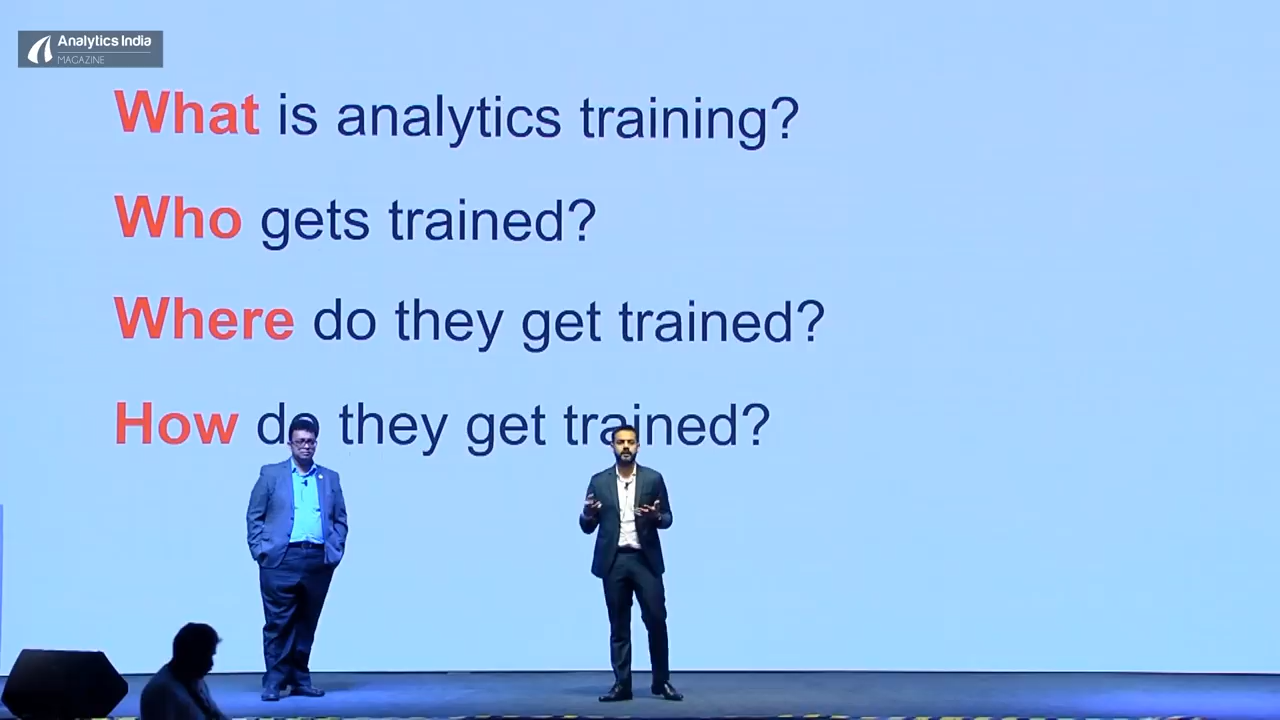 Analytics India
MAGAZINE
What is analytics training?
Who gets trained?
Where do they get trained?
How do they get trained?